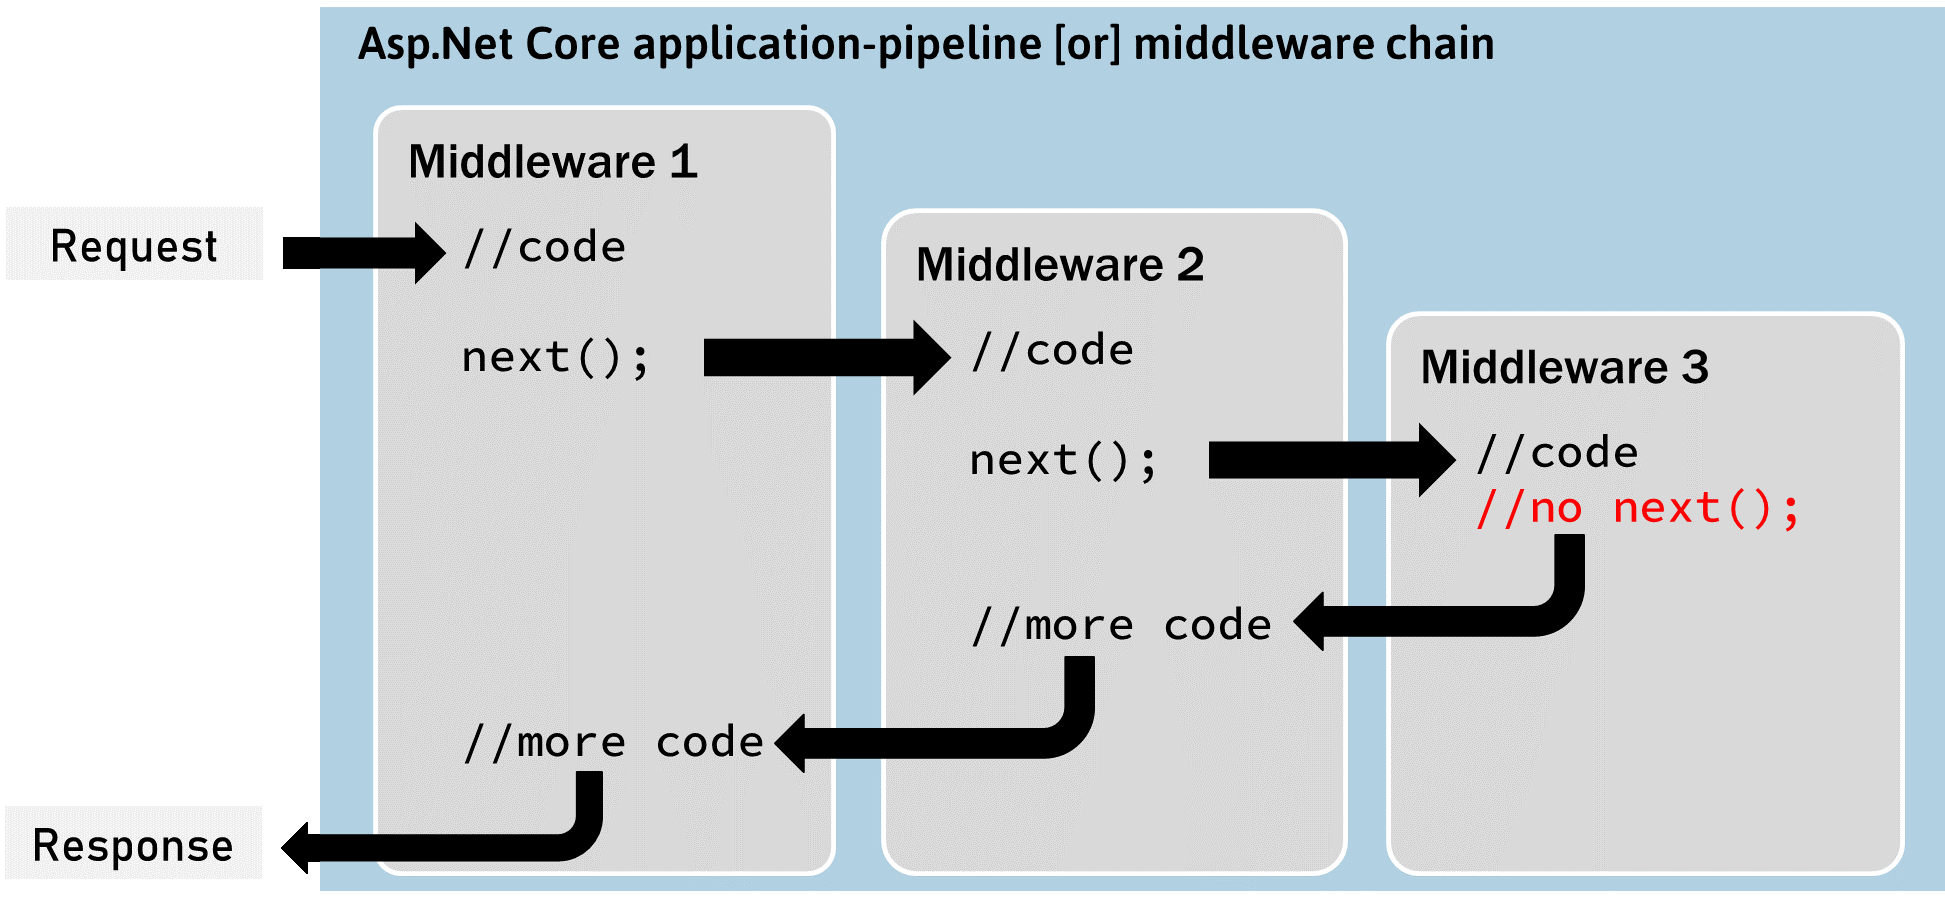 Asp.Net Core application-pipeline [or] middleware chain
Request
Middleware 1
//code
next();
Middleware 2
//code
next();
Middleware 3
//code
//no next();
//more code
//more code
Response